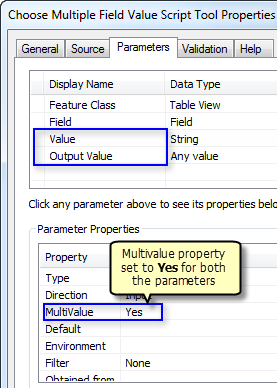 Choose Multiple Field Value Script Tool Properties
General Source Parameters Validation Help
Display Name Data Type
Feature Class Table View
Field Field
Value String
Output Value Any value
Click any parameter above to see its properties belo
Parameter Properties
Property
Multivalue property
set to Yes for both
the parameters
Type
Direction
MultiValue Yes
Default
Environment
Filter None
Obtained from